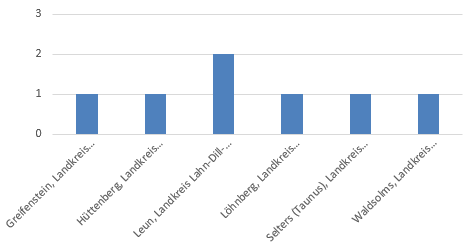 3
2
1
0
Greifenstein, Landkreis...
Hüttenberg, Landkreis...
Leun, Landkreis Lahn-Dill-...
Löhnberg, Landkreis...
Selters (Taunus), Landkreis...
Waldsolms, Landkreis...